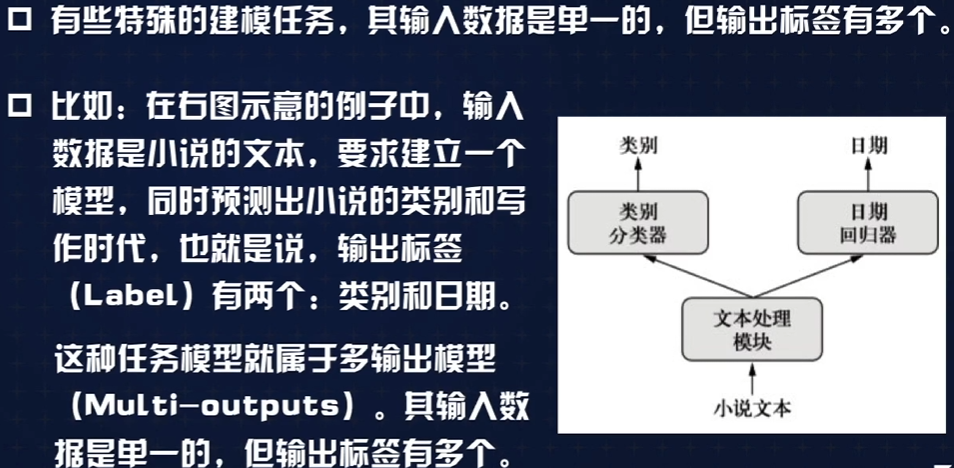 有些特殊的建模任务，其输入数据是单一的，但输出标签有多个。
比如：在右图示意的例子中，输入
数据是小说的文本，要求建立一个
模型，同时预测出小说的类别和写
作时代，也就是说，输出标签
（Label）有两个：类别和日期。
这种任务模型就属于多输出模型
（Multi-outputs）。其输入数
据是单一的，但输出标签有多个。
类别
日期
类别
分类器
日期
回归器
文本处理
模块
小说文本